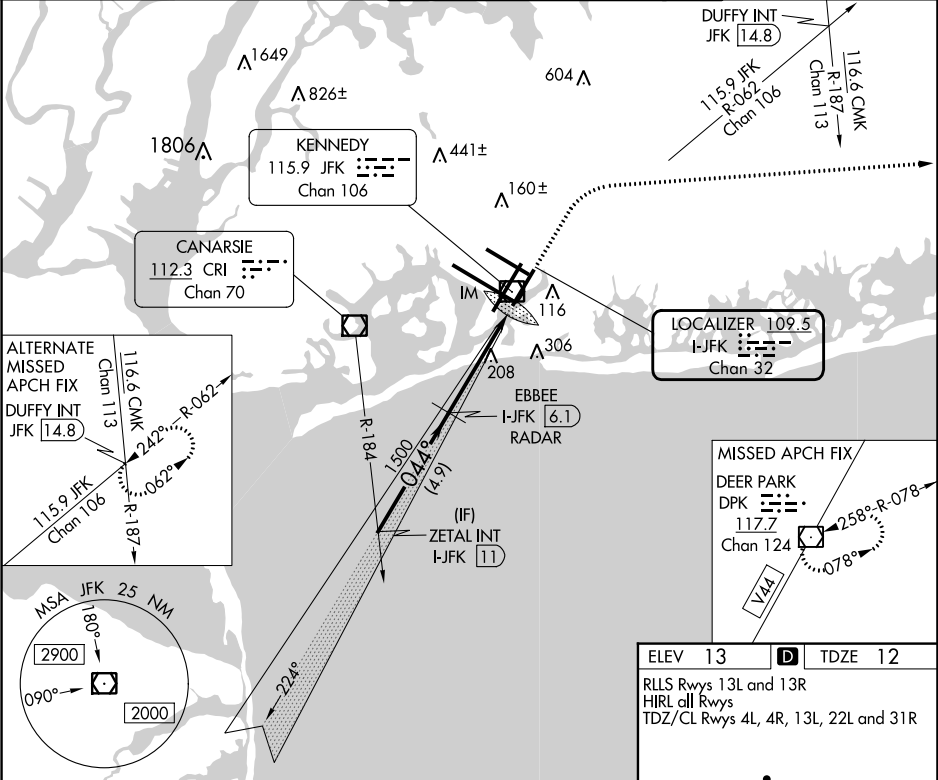 DUFFY INT
JFK 14.8
115.9 JFK
R-062
Chan 106
116.6 CMK
R-187
Chan 113
1649
826±
604
1806
441±
160±
KENNEDY
115.9 JFK
Chan 106
CANARSIE
112.3 CRI
Chan 70
IM
116
LOCALIZER 109.5
I-JFK
Chan 32
306
208
EBBEE
I-JFK 6.1
RADAR
R-184
1500
044°
(4.9)
(IF)
ZETAL INT
I-JFK 11
224°
ALTERNATE
MISSED
APCH FIX
DUFFY INT
JFK 14.8
116.6 CMK
Chan 113
R-062
242°
062°
115.9 JFK
Chan 106
R-187
MISSED APCH FIX
DEER PARK
DPK
117.7
Chan 124
258°
R-078
078°
V44
MSA JFK 25 NM
180°
2900
090°
2000
ELEV 13 D TDZE 12
RLLS Rwys 13L and 13R
HIRL all Rwys
TDZ/CL Rwys 4L, 4R, 13L, 22L and 31R